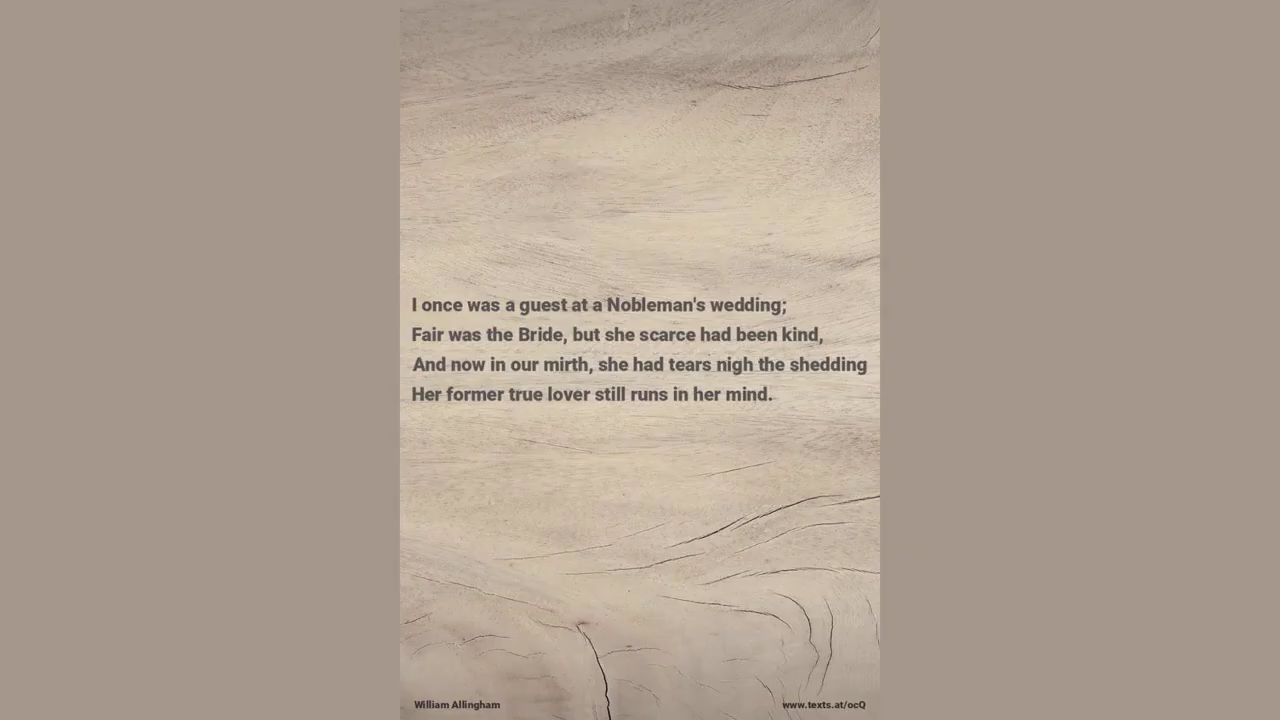 I once was a guest at a Nobleman's wedding;
Fair was the Bride, but she scarce had been kind,
And now in our mirth, she had tears nigh the shedding
Her former true lover still runs in her mind.
William Allingham
www.texts.at/ocQ